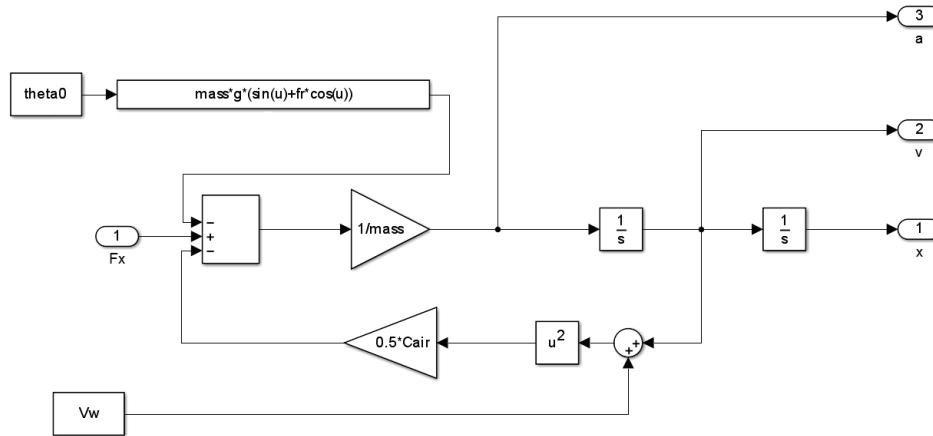 3
a
theta0
mass*g*(sin(u)+fr*cos(u))
2
v
−
+
−
1
Fx
1/mass
1
s
1
s
1
x
0.5*Cair
u2
+
+
Vw